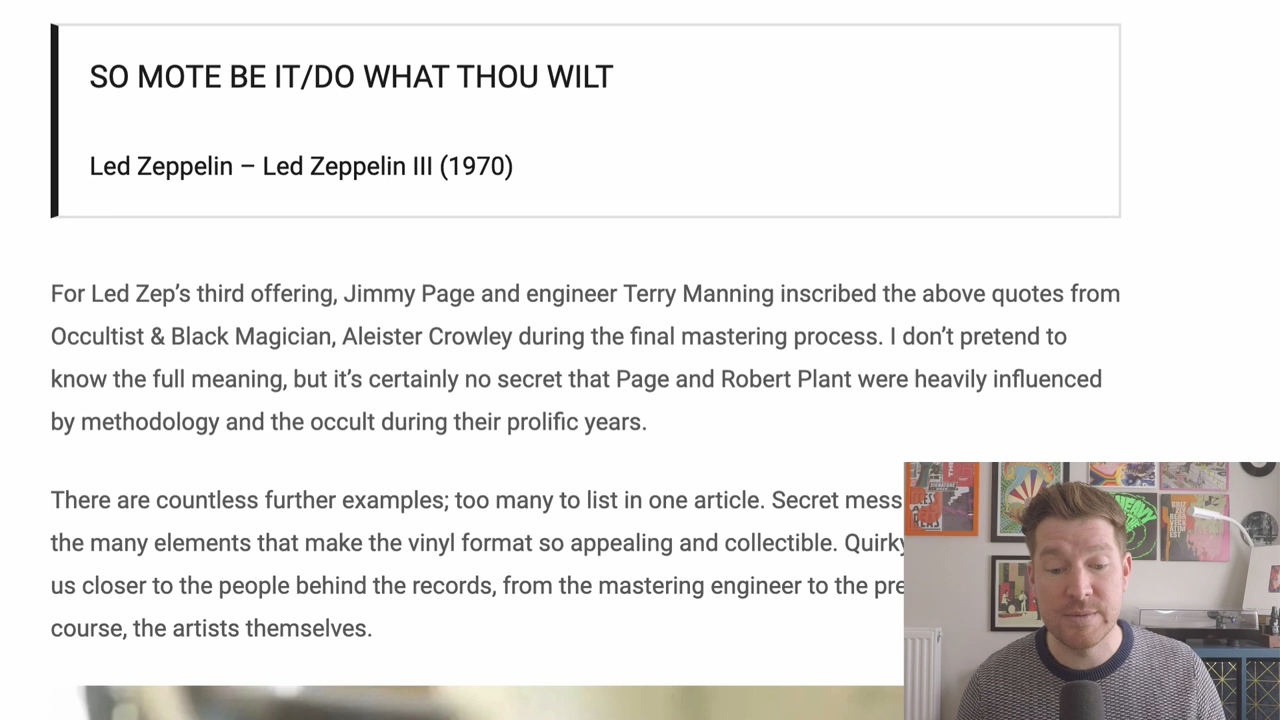 SO MOTE BE IT/DO WHAT THOU WILT
Led Zeppelin – Led Zeppelin III (1970)
For Led Zep’s third offering, Jimmy Page and engineer Terry Manning inscribed the above quotes from
Occultist & Black Magician, Aleister Crowley during the final mastering process. I don’t pretend to
know the full meaning, but it’s certainly no secret that Page and Robert Plant were heavily influenced
by methodology and the occult during their prolific years.
There are countless further examples; too many to list in one article. Secret mess
the many elements that make the vinyl format so appealing and collectible. Quirky
us closer to the people behind the records, from the mastering engineer to the pre
course, the artists themselves.